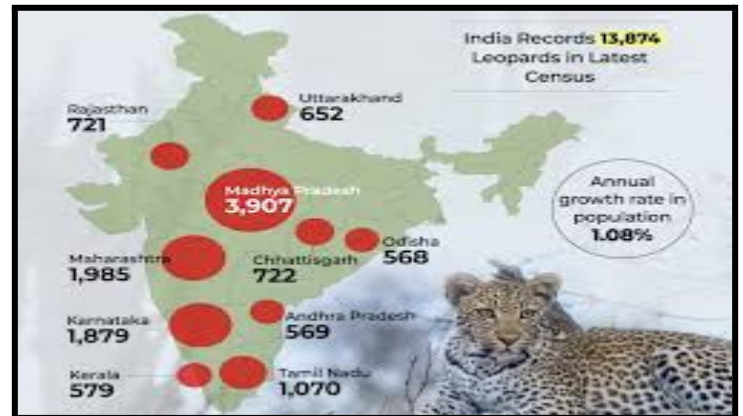 India Records 13,874
Leopards in Latest
Census
Uttarakhand
652
Rajasthan
721
Madhya Pradesh
3,907
Annual
growth rate in
population
1.08%
Odisha
568
Maharashtra
1,985
Chhattisgarh
722
Karnataka
1,879
Andhra Pradesh
569
Kerala
579
Tamil Nadu
1,070